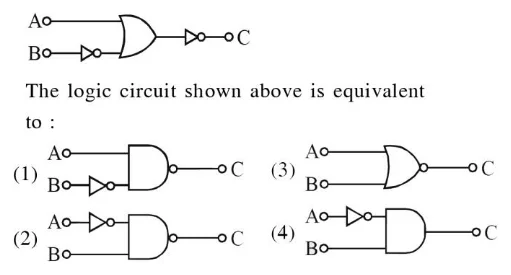 A
B
C
The logic circuit shown above is equivalent
to :
(1) A B C
(3) A B C
(2) A B C
(4) A B C